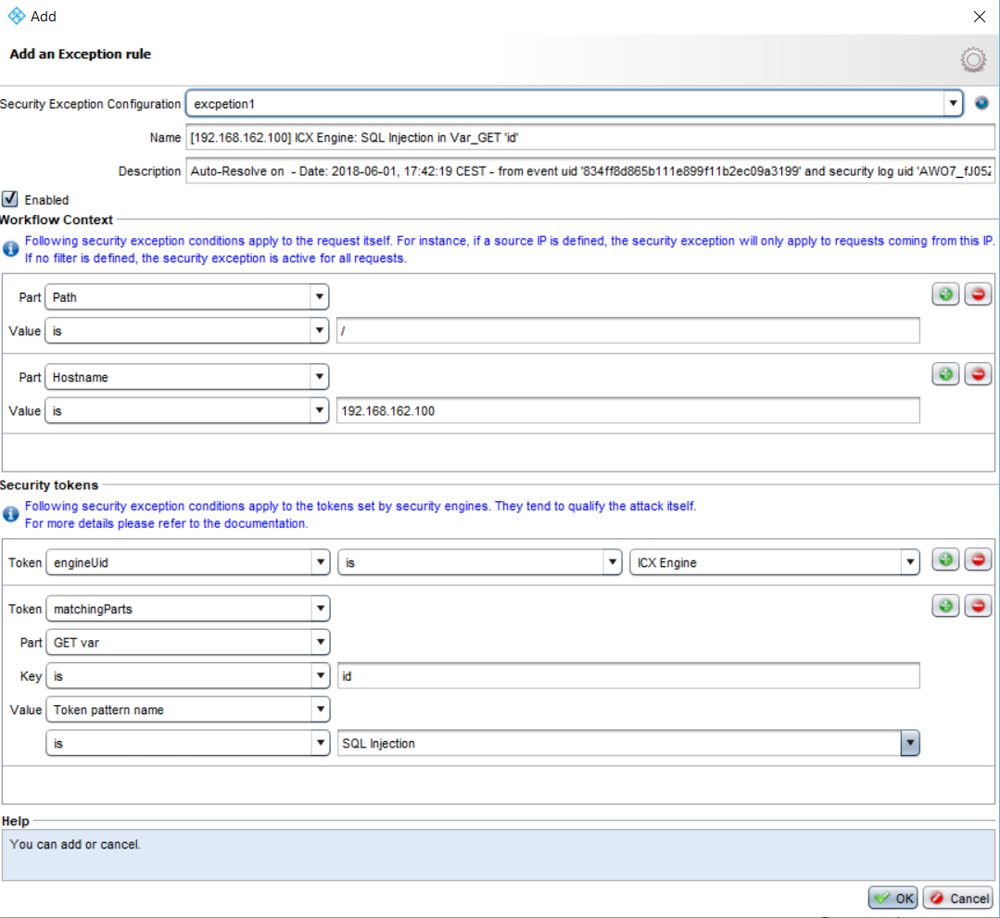 Add
Add an Exception rule
Security Exception Configuration excpetion1
Name [192.168.162.100] ICX Engine: SQL Injection in Var_GET 'id'
Description Auto-Resolve on - Date: 2018-06-01, 17:42:19 CEST - from event uid '834ff8d865b111e899f11b2ec09a3199' and security log uid 'AWO7_fJ05Z
Enabled
Workflow Context
Following security exception conditions apply to the request itself. For instance, if a source IP is defined, the security exception will only apply to requests coming from this IP.
If no filter is defined, the security exception is active for all requests.
Part Path
Value is /
Part Hostname
Value is 192.168.162.100
Security tokens
Following security exception conditions apply to the tokens set by security engines. They tend to qualify the attack itself.
For more details please refer to the documentation.
Token engineUid is ICX Engine
Token matchingParts
Part GET var
Key is id
Value Token pattern name
is SQL Injection
Help
You can add or cancel.
OK Cancel